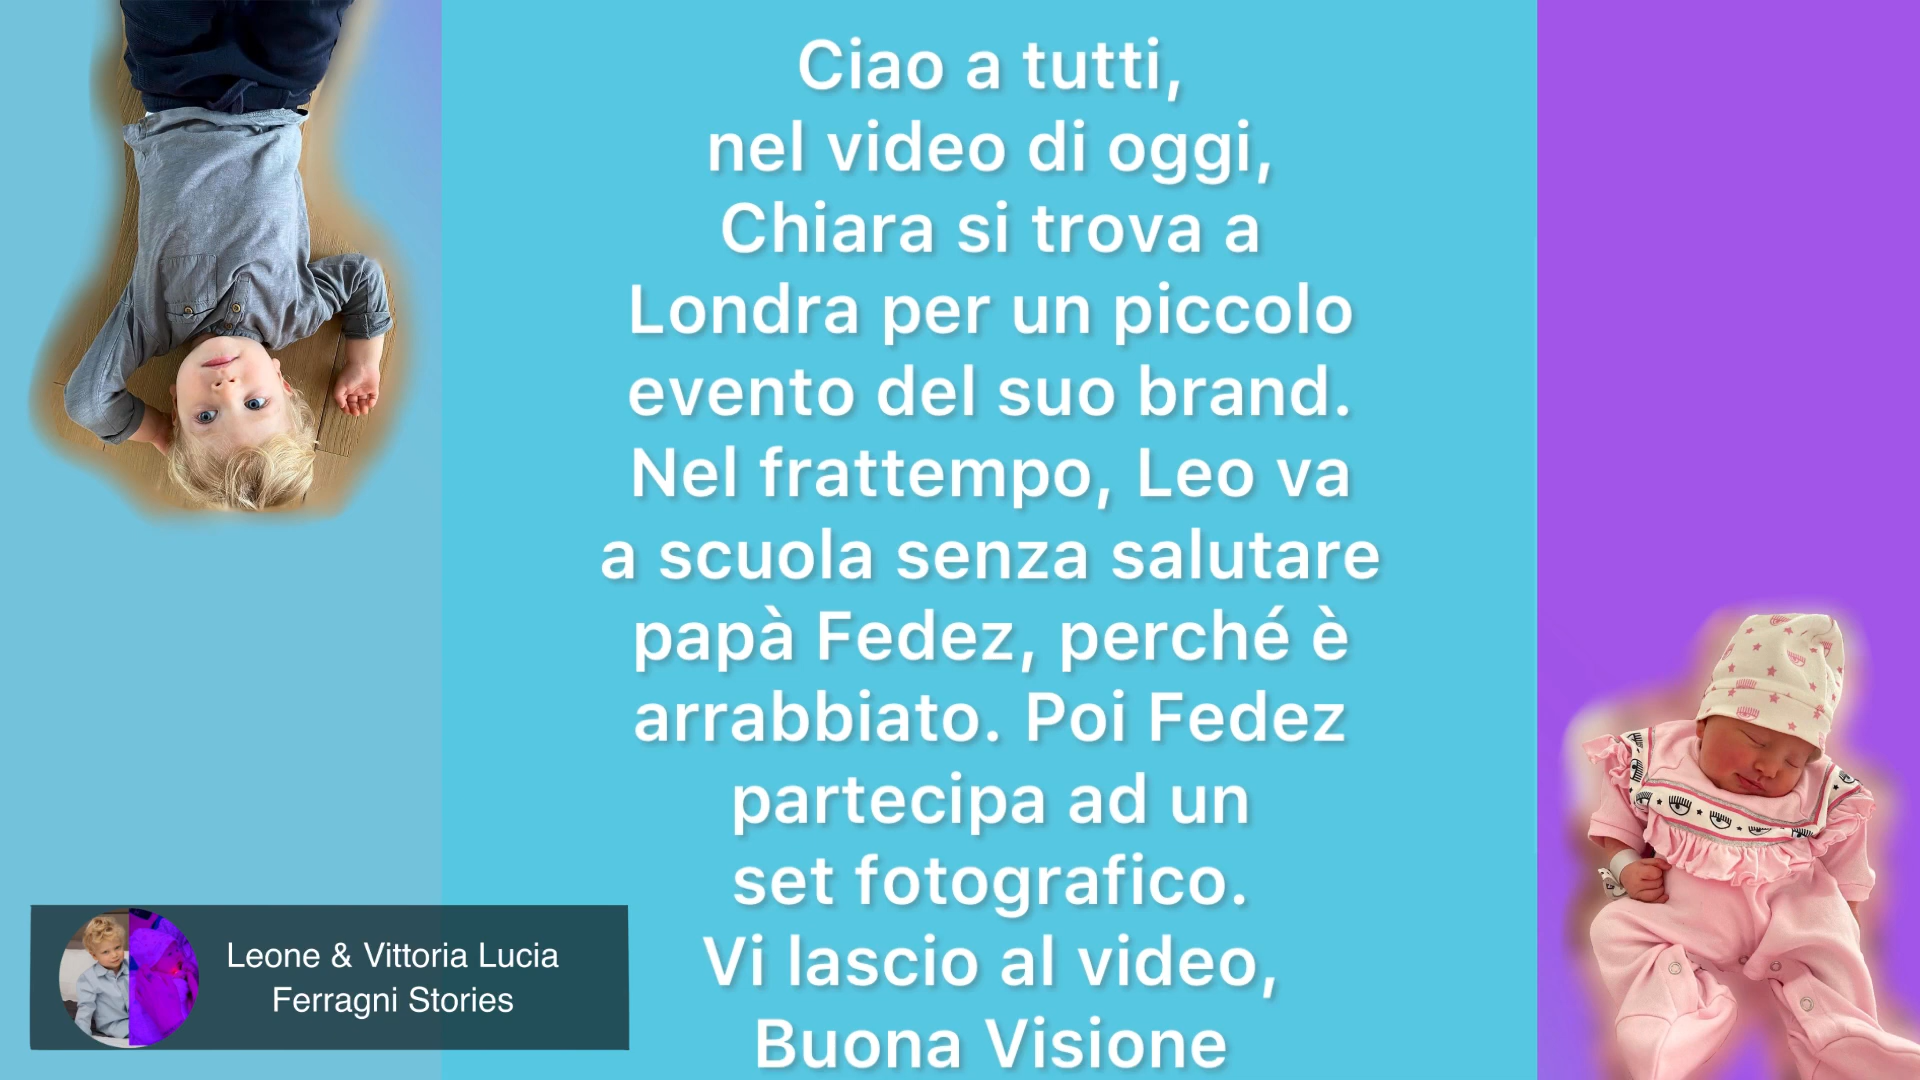 Ciao a tutti,
nel video di oggi,
Chiara si trova a
Londra per un piccolo
evento del suo brand.
Nel frattempo, Leo va
a scuola senza salutare
papà Fedez, perché è
arrabbiato. Poi Fedez
partecipa ad un
set fotografico.
Vi lascio al video,
Buona Visione
Leone & Vittoria Lucia
Ferragni Stories